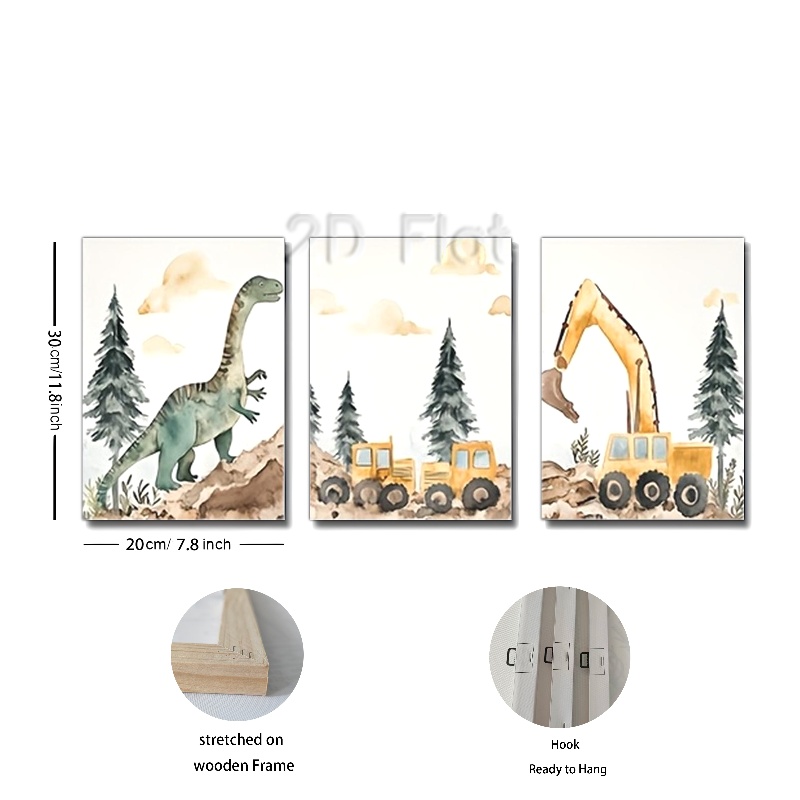 2D Flat
30cm/11.8inch
20cm/ 7.8 inch
stretched on
wooden Frame
Hook
Ready to Hang